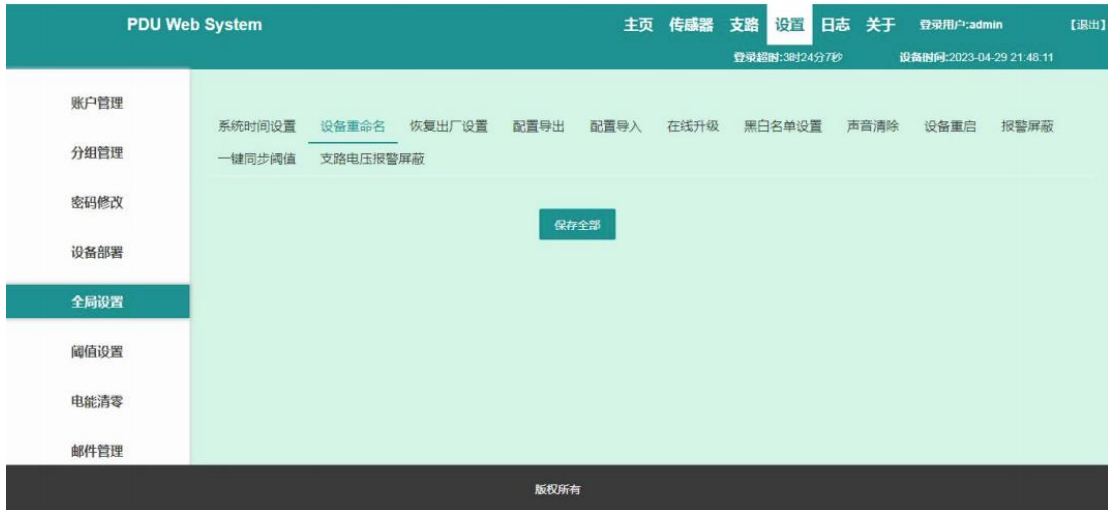 PDU Web System 主页 传感器 支路 设置 日志 关于 登录用户:admin 【退出】
登录超时:3时24分7秒 设备时间:2023-04-29 21:48:11
账户管理
分组管理
密码修改
设备部署
全局设置
阈值设置
电能清零
邮件管理
系统时间设置 设备重命名 恢复出厂设置 配置导出 配置导入 在线升级 黑白名单设置 声音清除 设备重启 报警屏蔽
一键同步阈值 支路电压报警屏蔽
保存全部
版权所有